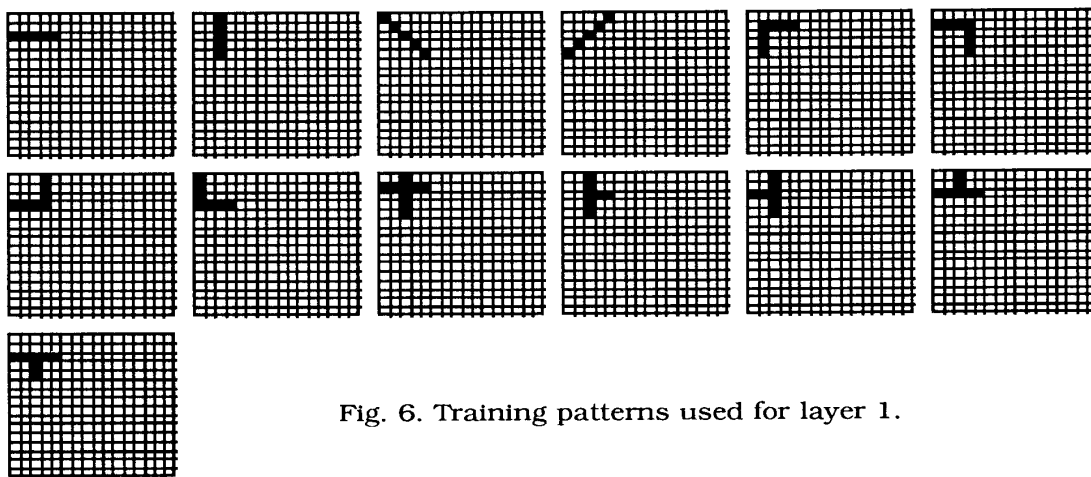 Fig. 6. Training patterns used for layer 1.